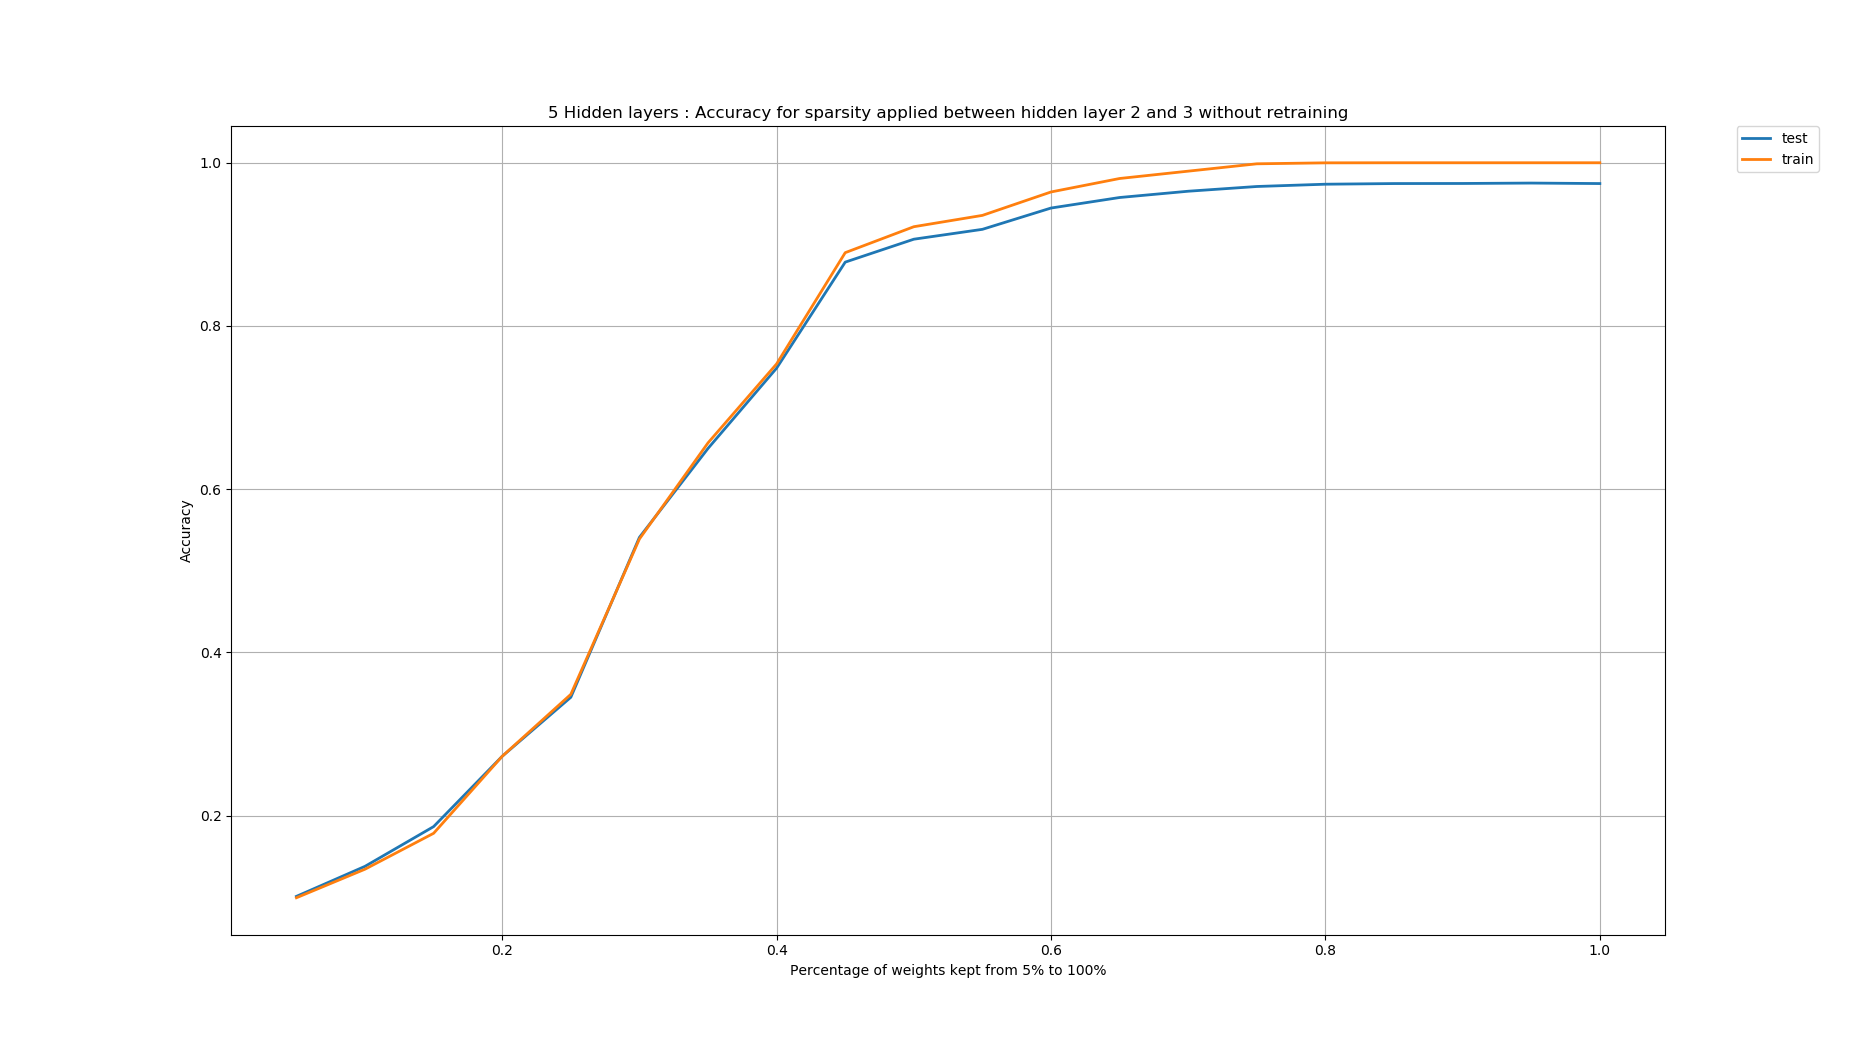 5 Hidden layers : Accuracy for sparsity applied between hidden layer 2 and 3 without retraining
test
train
1.0
0.8
0.6
0.4
0.2
Accuracy
0.2 0.4 0.6 0.8 1.0
Percentage of weights kept from 5% to 100%